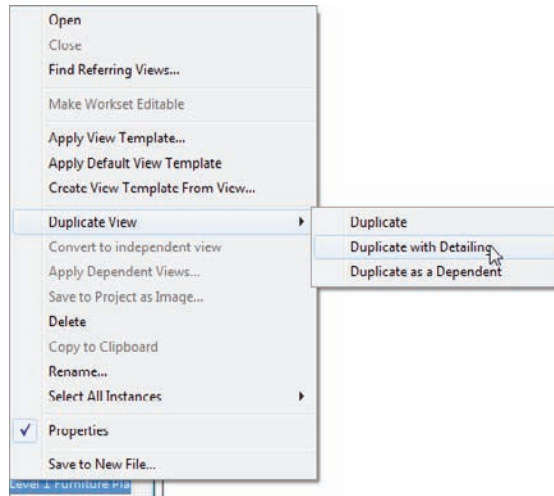 Open
Close
Find Referring Views...
Make Workset Editable
Apply View Template...
Apply Default View Template
Create View Template From View...
Duplicate View
Duplicate
Convert to independent view
Duplicate with Detailing
Apply Dependent Views...
Duplicate as a Dependent
Save to Project as Image...
Delete
Copy to Clipboard
Rename...
Select All Instances
Properties
Save to New File...
Level 1 Furniture Pla